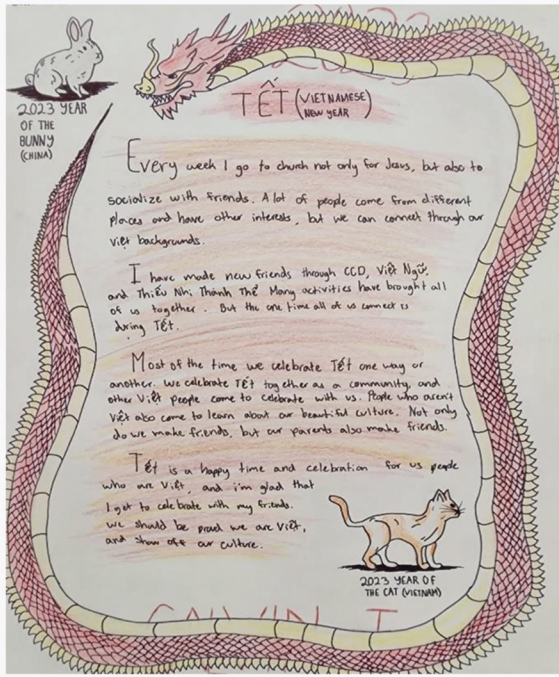 2023 YEAR
OF THE
BUNNY
(CHINA)
TẾT (VIETNAMESE
NEW YEAR)
Every week I go to church not only for Jesus, but also to
socialize with friends. A lot of people come from different
places and have other interests, but we can connect through our
Việt backgrounds.
I have made new friends through CCD, Việt Ngữ,
and Thiếu Nhi Thánh Thể. Many activities have brought all
of us together. But the one time all of us connect is
during TẾT.
Most of the time we celebrate Tết one way or
another. We celebrate TẾT together as a community, and
other Việt people come to celebrate with us. People who aren't
Việt also come to learn about our beautiful culture. Not only
do we make friends, but our parents also make friends.
Tết is a happy time and celebration for us people
who are Việt, and i'm glad that
I get to celebrate with my friends.
We should be proud we are Việt,
and show off our culture.
2023 YEAR OF
THE CAT (VIETNAM)